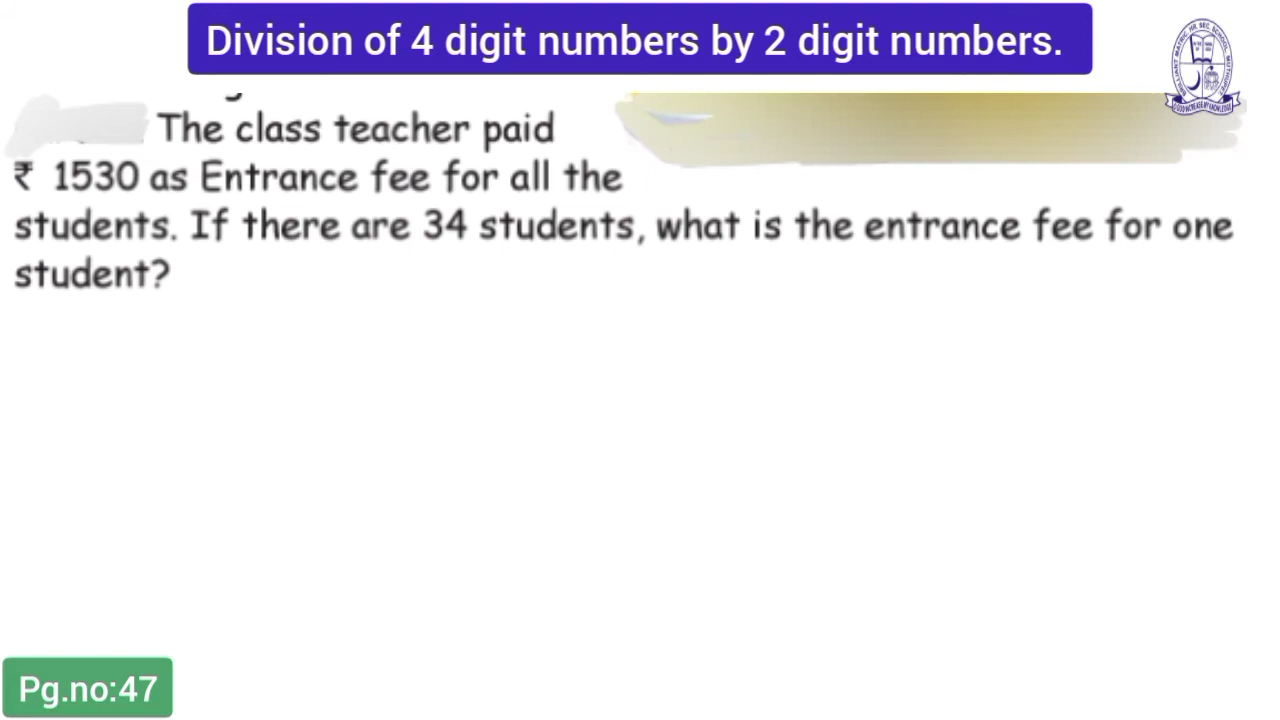 Division of 4 digit numbers by 2 digit numbers.
The class teacher paid
₹ 1530 as Entrance fee for all the
students. If there are 34 students, what is the entrance fee for one
student?
Pg.no:47